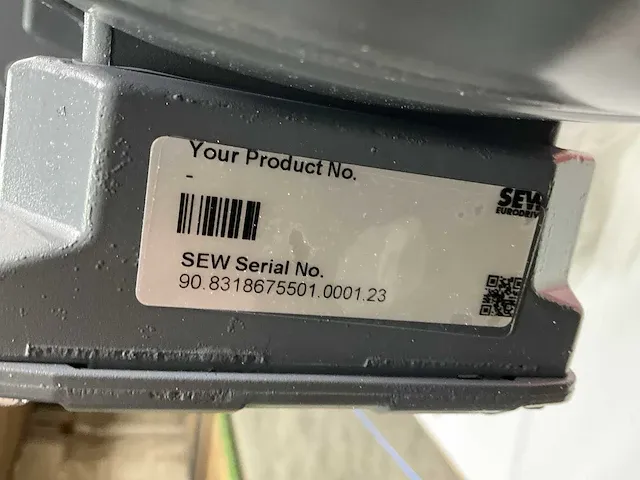 Your Product No.
-
SEW
EURODRIVE
SEW Serial No.
90.8318675501.0001.23